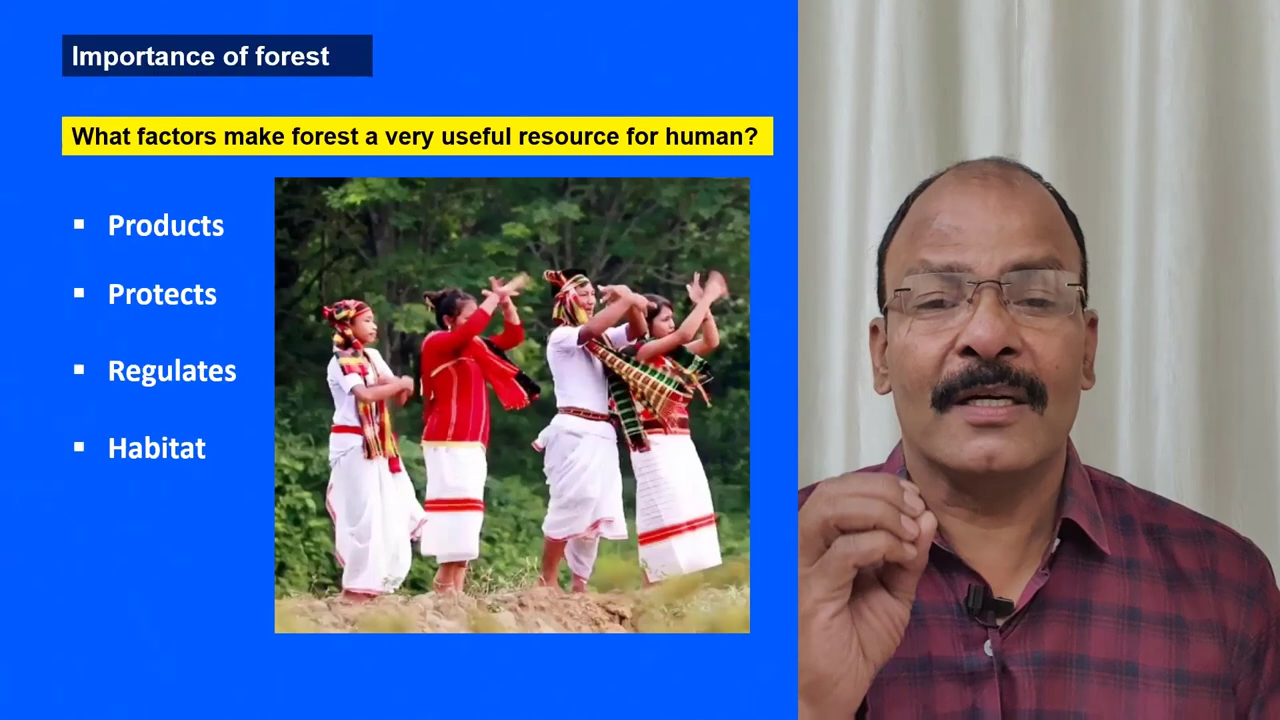 Importance of forest
What factors make forest a very useful resource for human?
Products
Protects
Regulates
Habitat